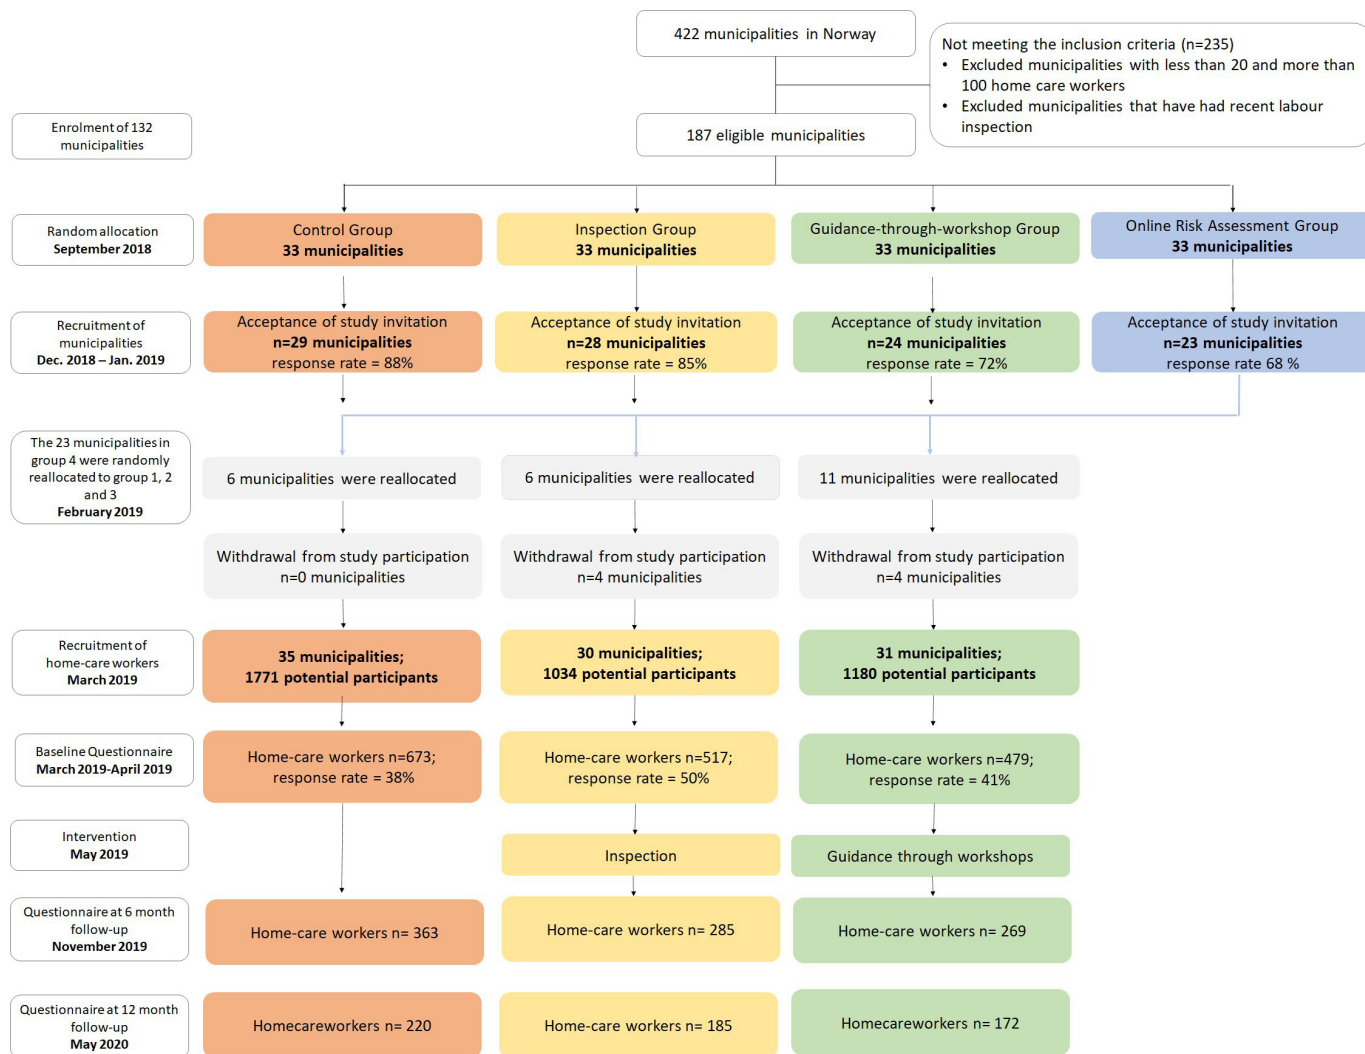 422 municipalities in Norway
Not meeting the inclusion criteria (n=235)
• Excluded municipalities with less than 20 and more than
100 home care workers
• Excluded municipalities that have had recent labour
inspection
Enrolment of 132
municipalities
187 eligible municipalities
Random allocation
September 2018
Control Group
33 municipalities
Inspection Group
33 municipalities
Guidance-through-workshop Group
33 municipalities
Online Risk Assessment Group
33 municipalities
Recruitment of
municipalities
Dec. 2018 – Jan. 2019
Acceptance of study invitation
n=29 municipalities
response rate = 88%
Acceptance of study invitation
n=28 municipalities
response rate = 85%
Acceptance of study invitation
n=24 municipalities
response rate = 72%
Acceptance of study invitation
n=23 municipalities
response rate 68 %
The 23 municipalities in
group 4 were randomly
reallocated to group 1, 2
and 3
February 2019
6 municipalities were reallocated
6 municipalities were reallocated
11 municipalities were reallocated
Withdrawal from study participation
n=0 municipalities
Withdrawal from study participation
n=4 municipalities
Withdrawal from study participation
n=4 municipalities
Recruitment of
home-care workers
March 2019
35 municipalities;
1771 potential participants
30 municipalities;
1034 potential participants
31 municipalities;
1180 potential participants
Baseline Questionnaire
March 2019-April 2019
Home-care workers n=673;
response rate = 38%
Home-care workers n=517;
response rate = 50%
Home-care workers n=479;
response rate = 41%
Intervention
May 2019
Inspection
Guidance through workshops
Questionnaire at 6 month
follow-up
November 2019
Home-care workers n= 363
Home-care workers n= 285
Home-care workers n= 269
Questionnaire at 12 month
follow-up
May 2020
Homecareworkers n= 220
Home-care workers n= 185
Homecareworkers n= 172